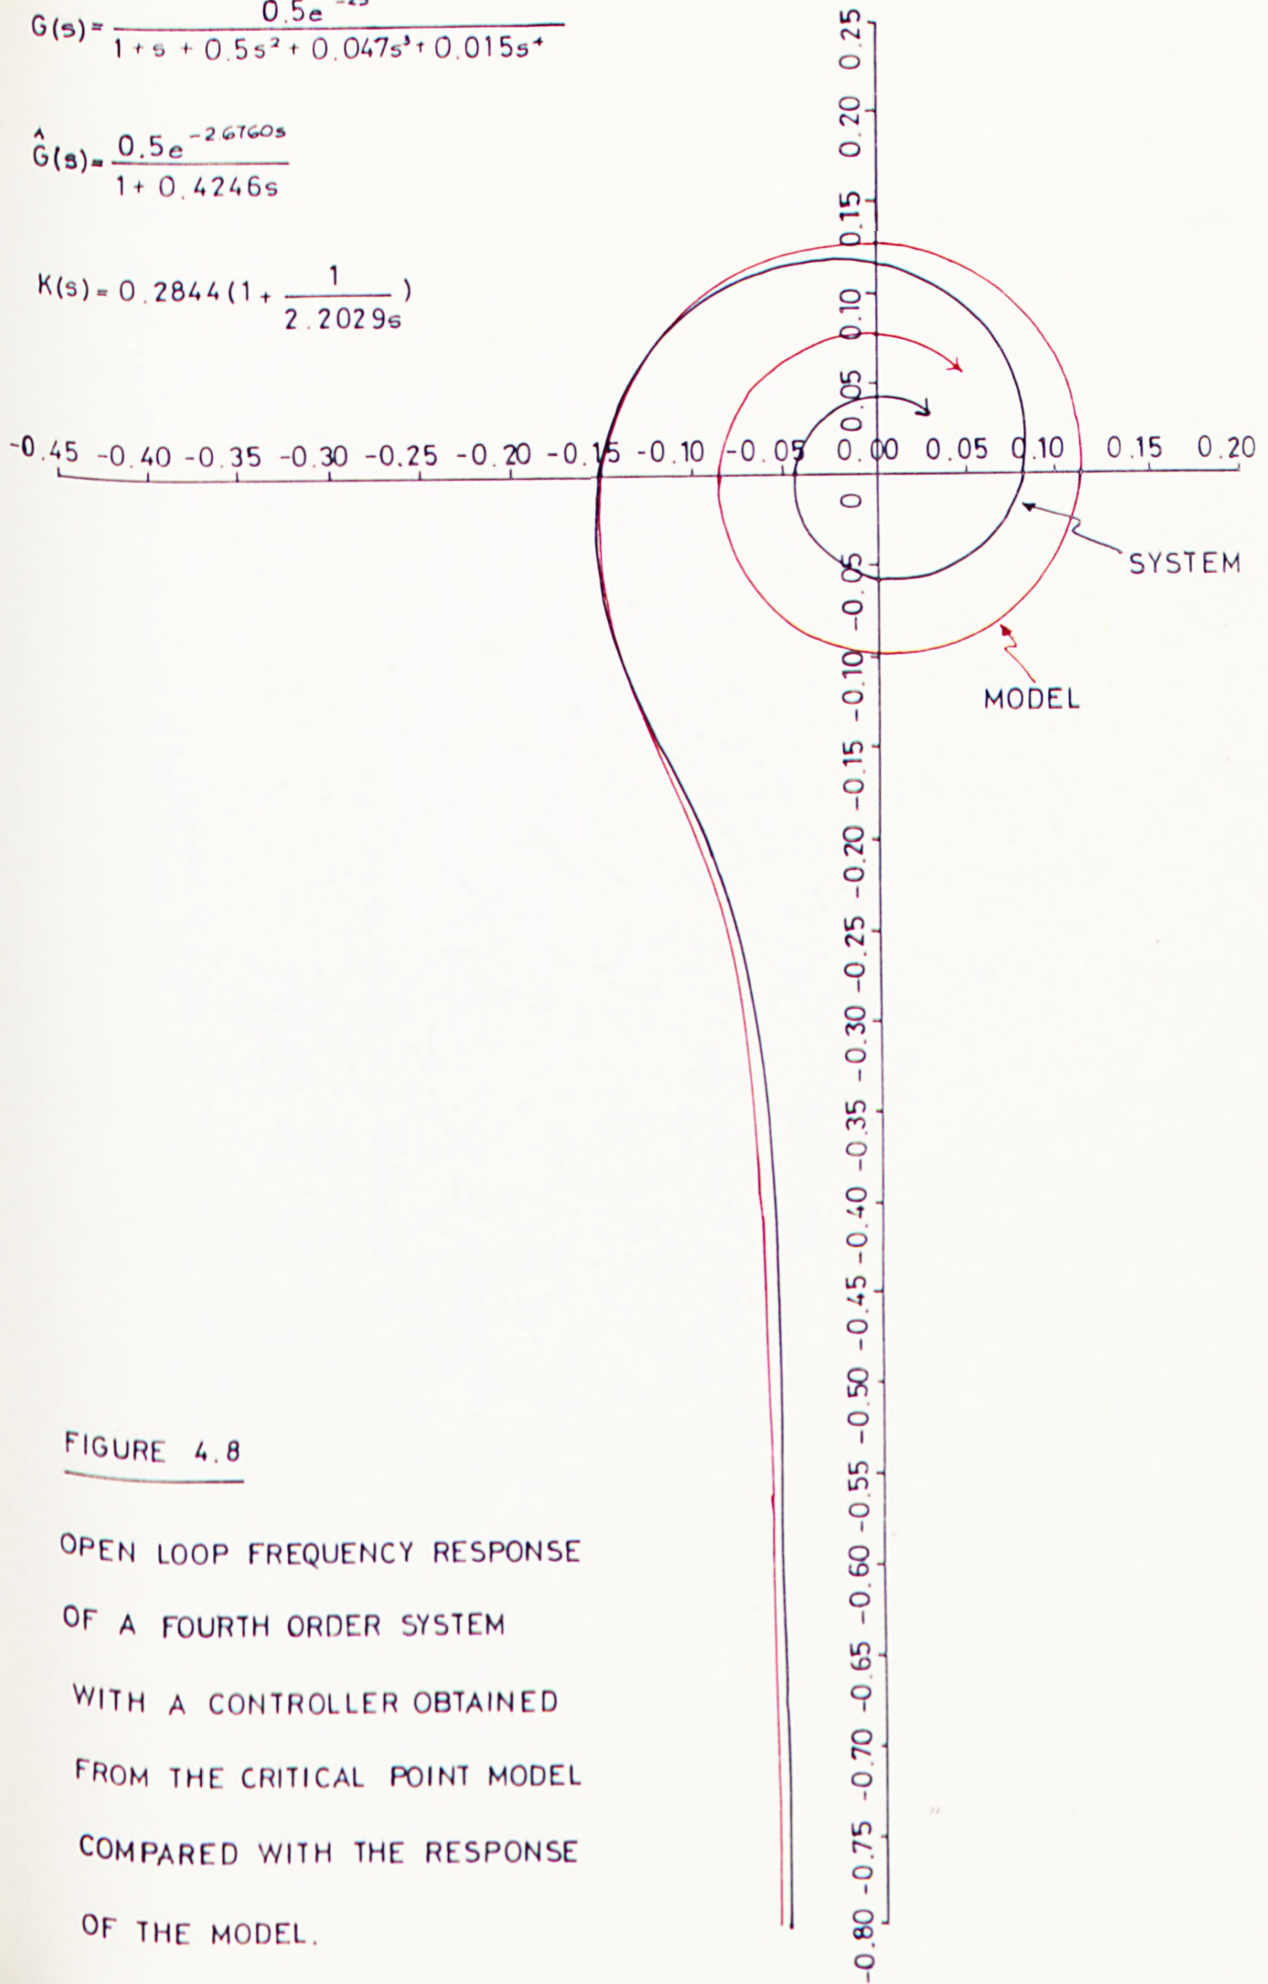 0.5e⁻²ˢ
G(s)=
1 + s + 0.5s² + 0.047s³ + 0.015s⁴
Ĝ(s)= 0.5e⁻²·⁶⁷⁶⁰ˢ
1 + 0.4246s
K(s) = 0.2844(1 + 1 )
2.2029s
0.25
0.20
0.15
0.10
0.05
-0.45 -0.40 -0.35 -0.30 -0.25 -0.20 -0.15 -0.10 -0.05 0.00 0.05 0.10 0.15 0.20
0
-0.05
SYSTEM
-0.10
MODEL
-0.15
-0.20
-0.25
-0.30
-0.35
-0.40
-0.45
-0.50
-0.55
-0.60
-0.65
-0.70
-0.75
-0.80
FIGURE 4.8
OPEN LOOP FREQUENCY RESPONSE
OF A FOURTH ORDER SYSTEM
WITH A CONTROLLER OBTAINED
FROM THE CRITICAL POINT MODEL
COMPARED WITH THE RESPONSE
OF THE MODEL.